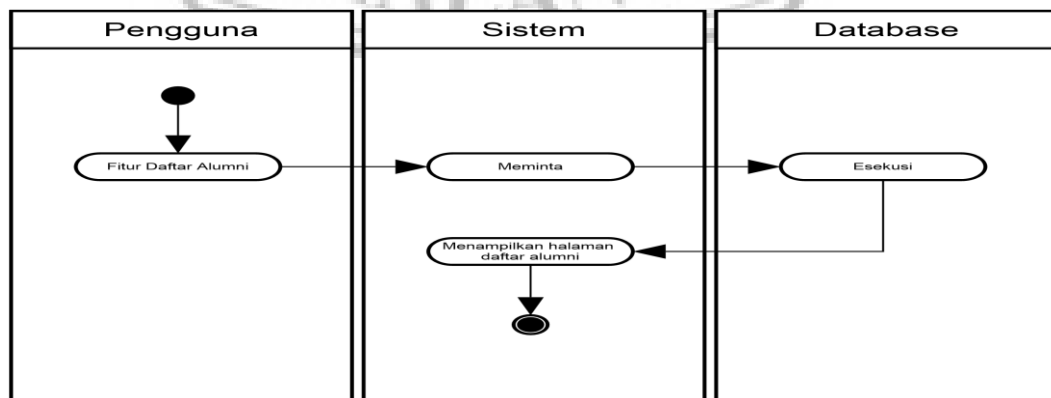 Pengguna
Sistem
Database
Fitur Daftar Alumni
Meminta
Esekusi
Menampilkan halaman
daftar alumni